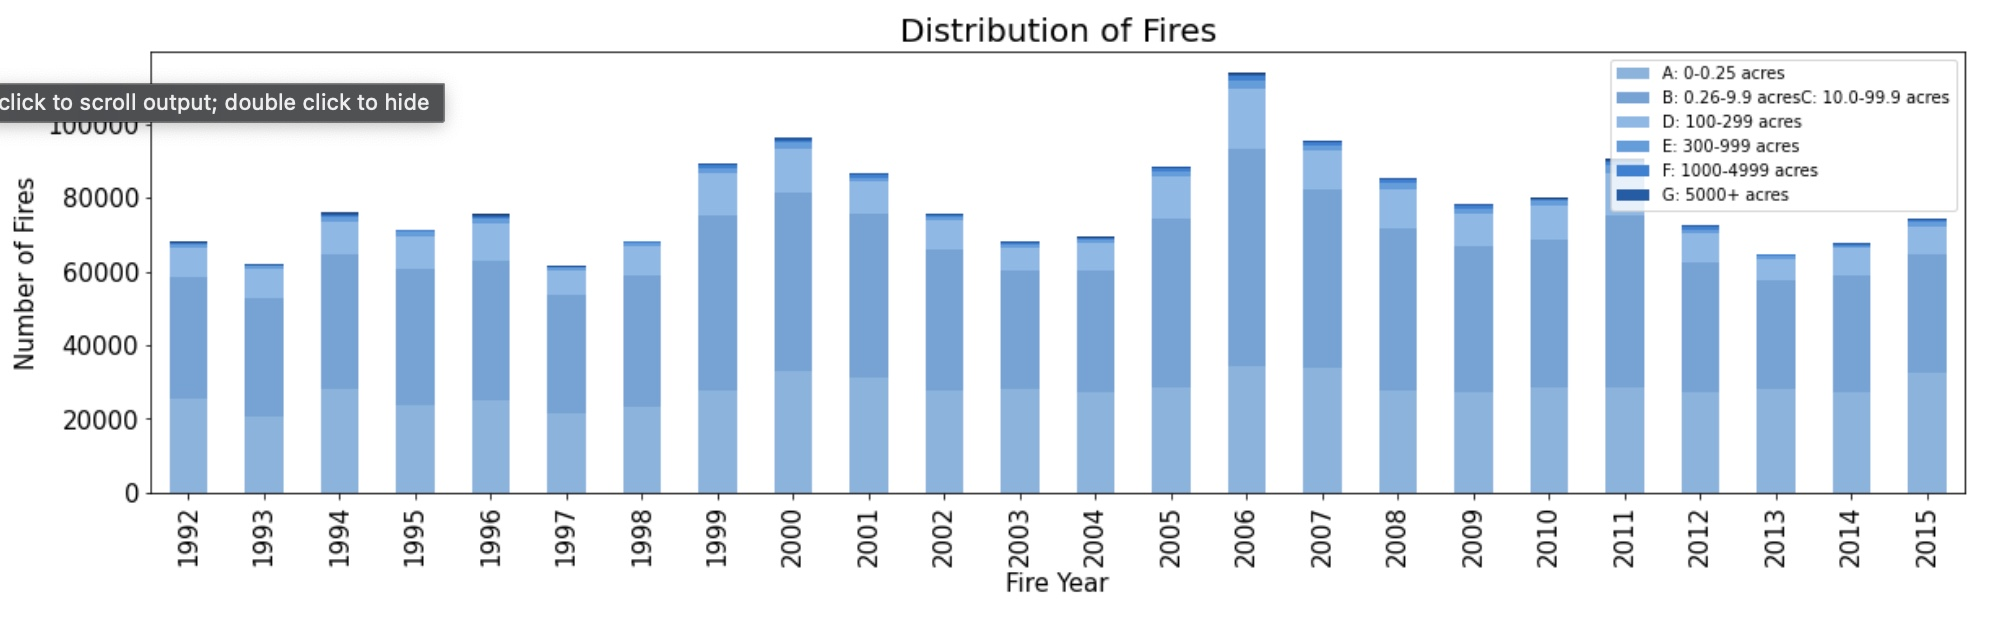 Distribution of Fires
click to scroll output; double click to hide
A: 0-0.25 acres
B: 0.26-9.9 acresC: 10.0-99.9 acres
D: 100-299 acres
E: 300-999 acres
F: 1000-4999 acres
G: 5000+ acres
Number of Fires
100000
80000
60000
40000
20000
0
1992 1993 1994 1995 1996 1997 1998 1999 2000 2001 2002 2003 2004 2005 2006 2007 2008 2009 2010 2011 2012 2013 2014 2015
Fire Year